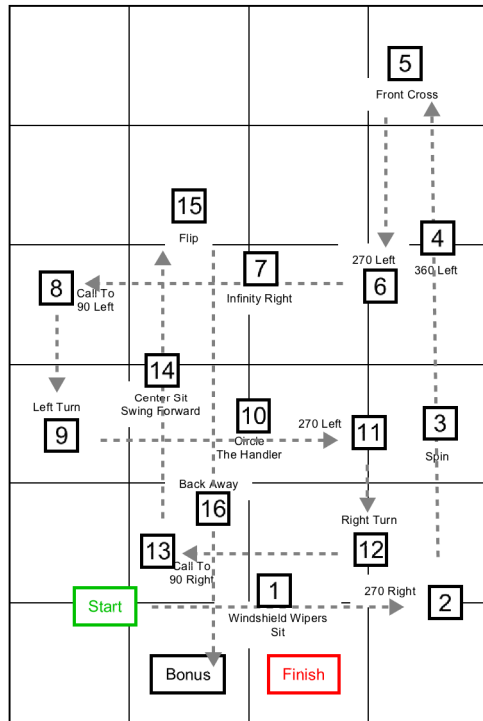 5
Front Cross
15
Flip
4
360 Left
270 Left
6
7
Infinity Right
8
Call To
90 Left
14
Center Sit
Swing Forward
Left Turn
9
10
Circle
The Handler
270 Left
11
3
Spin
Back Away
16
Right Turn
12
13
Call To
90 Right
Start
1
Windshield Wipers
Sit
270 Right
2
Bonus
Finish